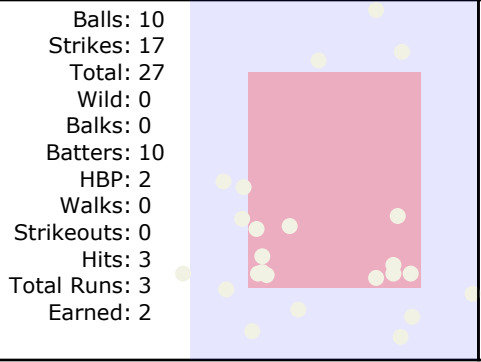 Balls: 10
Strikes: 17
Total: 27
Wild: 0
Balks: 0
Batters: 10
HBP: 2
Walks: 0
Strikeouts: 0
Hits: 3
Total Runs: 3
Earned: 2